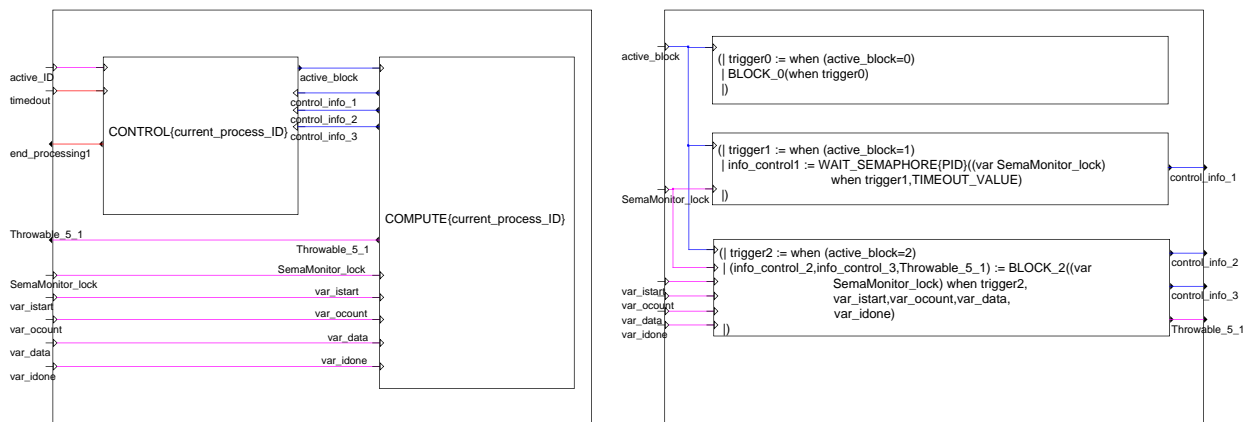 active_ID
timedout
end_processing1
CONTROL{current_process_ID}
active_block
control_info_1
control_info_2
control_info_3
COMPUTE{current_process_ID}
Throwable_5_1
Throwable_5_1
SemaMonitor_lock
SemaMonitor_lock
var_istart
var_istart
var_ocount
var_ocount
var_data
var_data
var_idone
var_idone
active_block
(| trigger0 := when (active_block=0)
| BLOCK_0(when trigger0)
|)
(| trigger1 := when (active_block=1)
| info_control1 := WAIT_SEMAPHORE{PID}((var SemaMonitor_lock)
when trigger1,TIMEOUT_VALUE)
|)
control_info_1
SemaMonitor_lock
(| trigger2 := when (active_block=2)
| (info_control_2,info_control_3,Throwable_5_1) := BLOCK_2((var
SemaMonitor_lock) when trigger2,
var_istart,var_ocount,var_data,
var_idone)
|)
var_istart
var_ocount
var_data
var_idone
control_info_2
control_info_3
Throwable_5_1